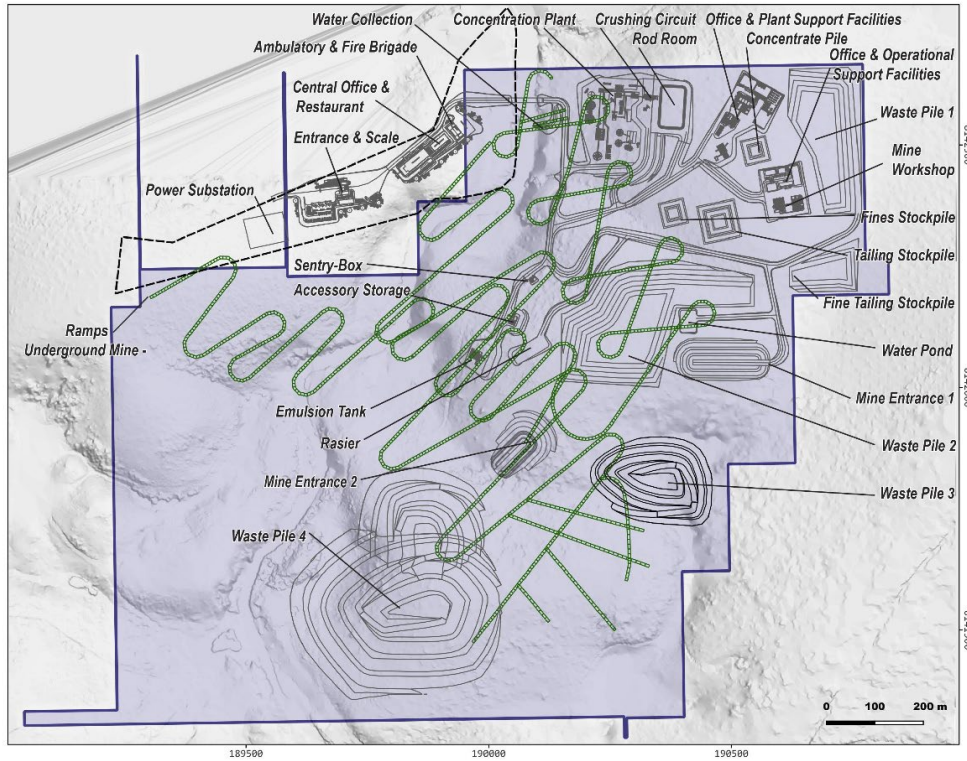 Water Collection
Concentration Plant
Crushing Circuit
Office & Plant Support Facilities
Rod Room
Concentrate Pile
Ambulatory & Fire Brigade
Office & Operational
Support Facilities
Central Office &
Restaurant
Waste Pile 1
Entrance & Scale
Mine
Workshop
Power Substation
Fines Stockpile
Tailing Stockpile
Sentry-Box
Accessory Storage
Fine Tailing Stockpile
Ramps
Underground Mine -
Water Pond
Mine Entrance 1
Emulsion Tank
Rasier
Waste Pile 2
Mine Entrance 2
Waste Pile 3
Waste Pile 4
0 100 200 m
189500 190000 190500